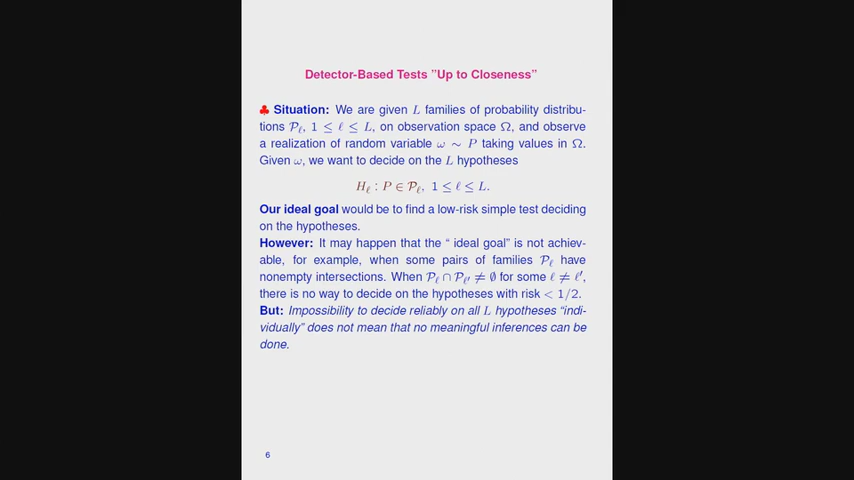 Detector-Based Tests "Up to Closeness"
♣ Situation: We are given L families of probability distribu-
tions 𝒫ℓ, 1 ≤ ℓ ≤ L, on observation space Ω, and observe
a realization of random variable ω ∼ P taking values in Ω.
Given ω, we want to decide on the L hypotheses
Hℓ : P ∈ 𝒫ℓ, 1 ≤ ℓ ≤ L.
Our ideal goal would be to find a low-risk simple test deciding
on the hypotheses.
However: It may happen that the “ ideal goal” is not achiev-
able, for example, when some pairs of families 𝒫ℓ have
nonempty intersections. When 𝒫ℓ ∩ 𝒫ℓ′ ≠ ∅ for some ℓ ≠ ℓ′,
there is no way to decide on the hypotheses with risk < 1/2.
But: Impossibility to decide reliably on all L hypotheses “indi-
vidually” does not mean that no meaningful inferences can be
done.
6